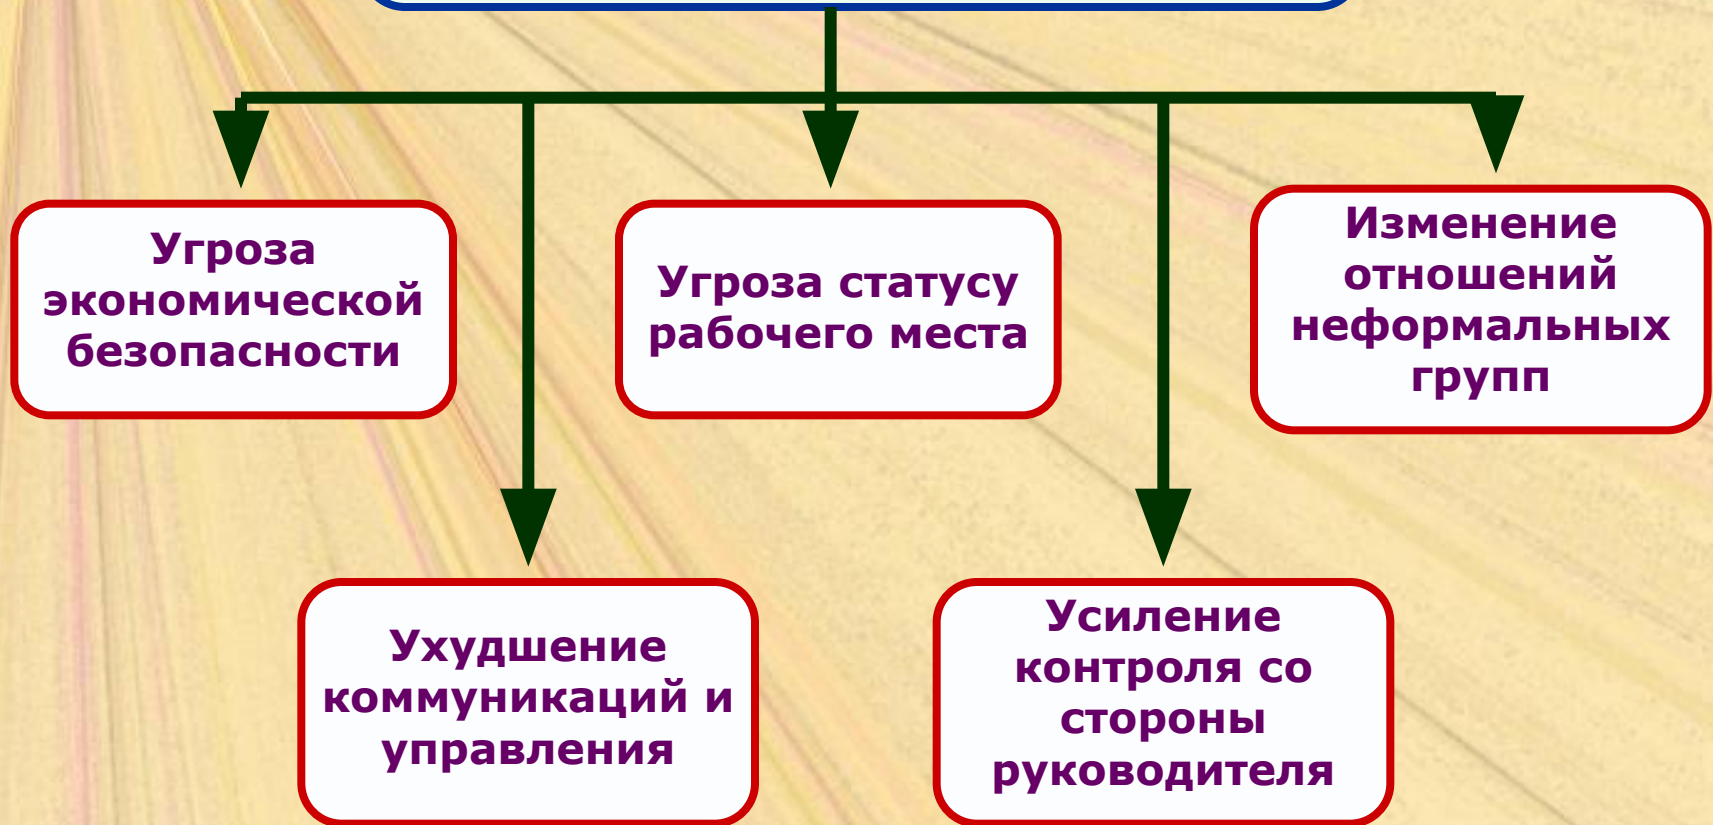 Угроза
экономической
безопасности
Угроза статусу
рабочего места
Изменение
отношений
неформальных
групп
Ухудшение
коммуникаций и
управления
Усиление
контроля со
стороны
руководителя